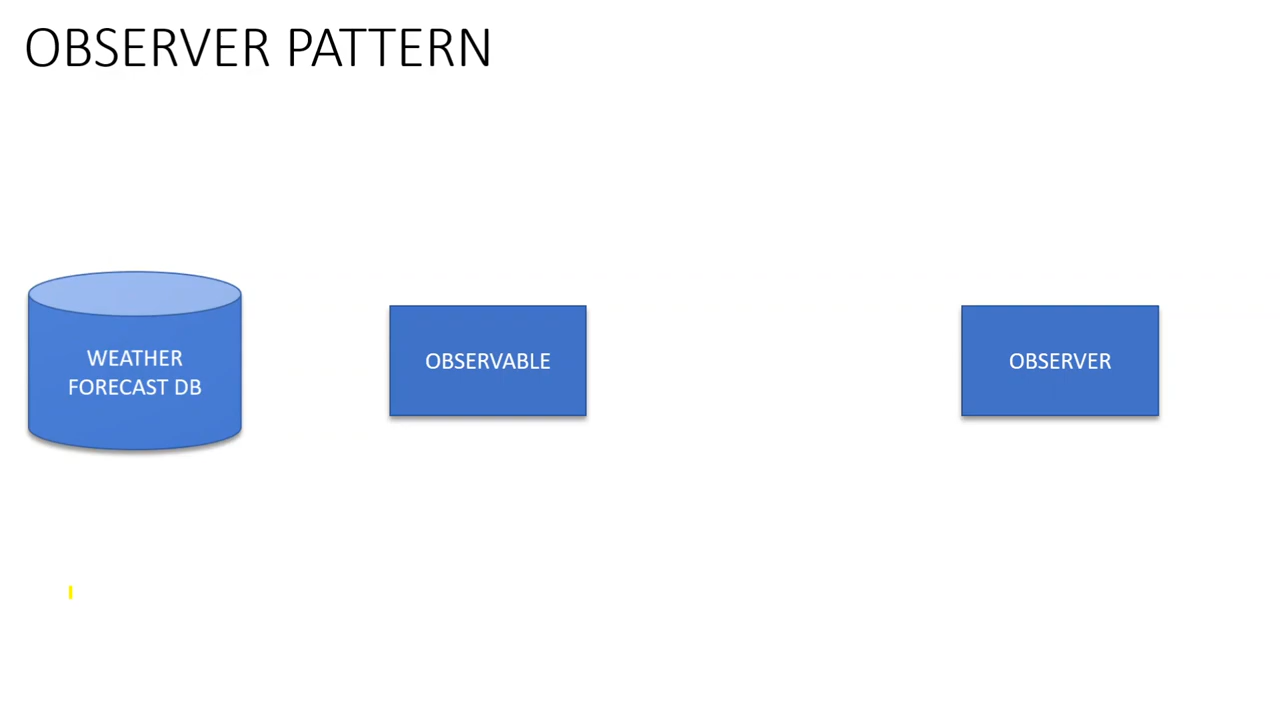 OBSERVER PATTERN
WEATHER
FORECAST DB
OBSERVABLE
OBSERVER